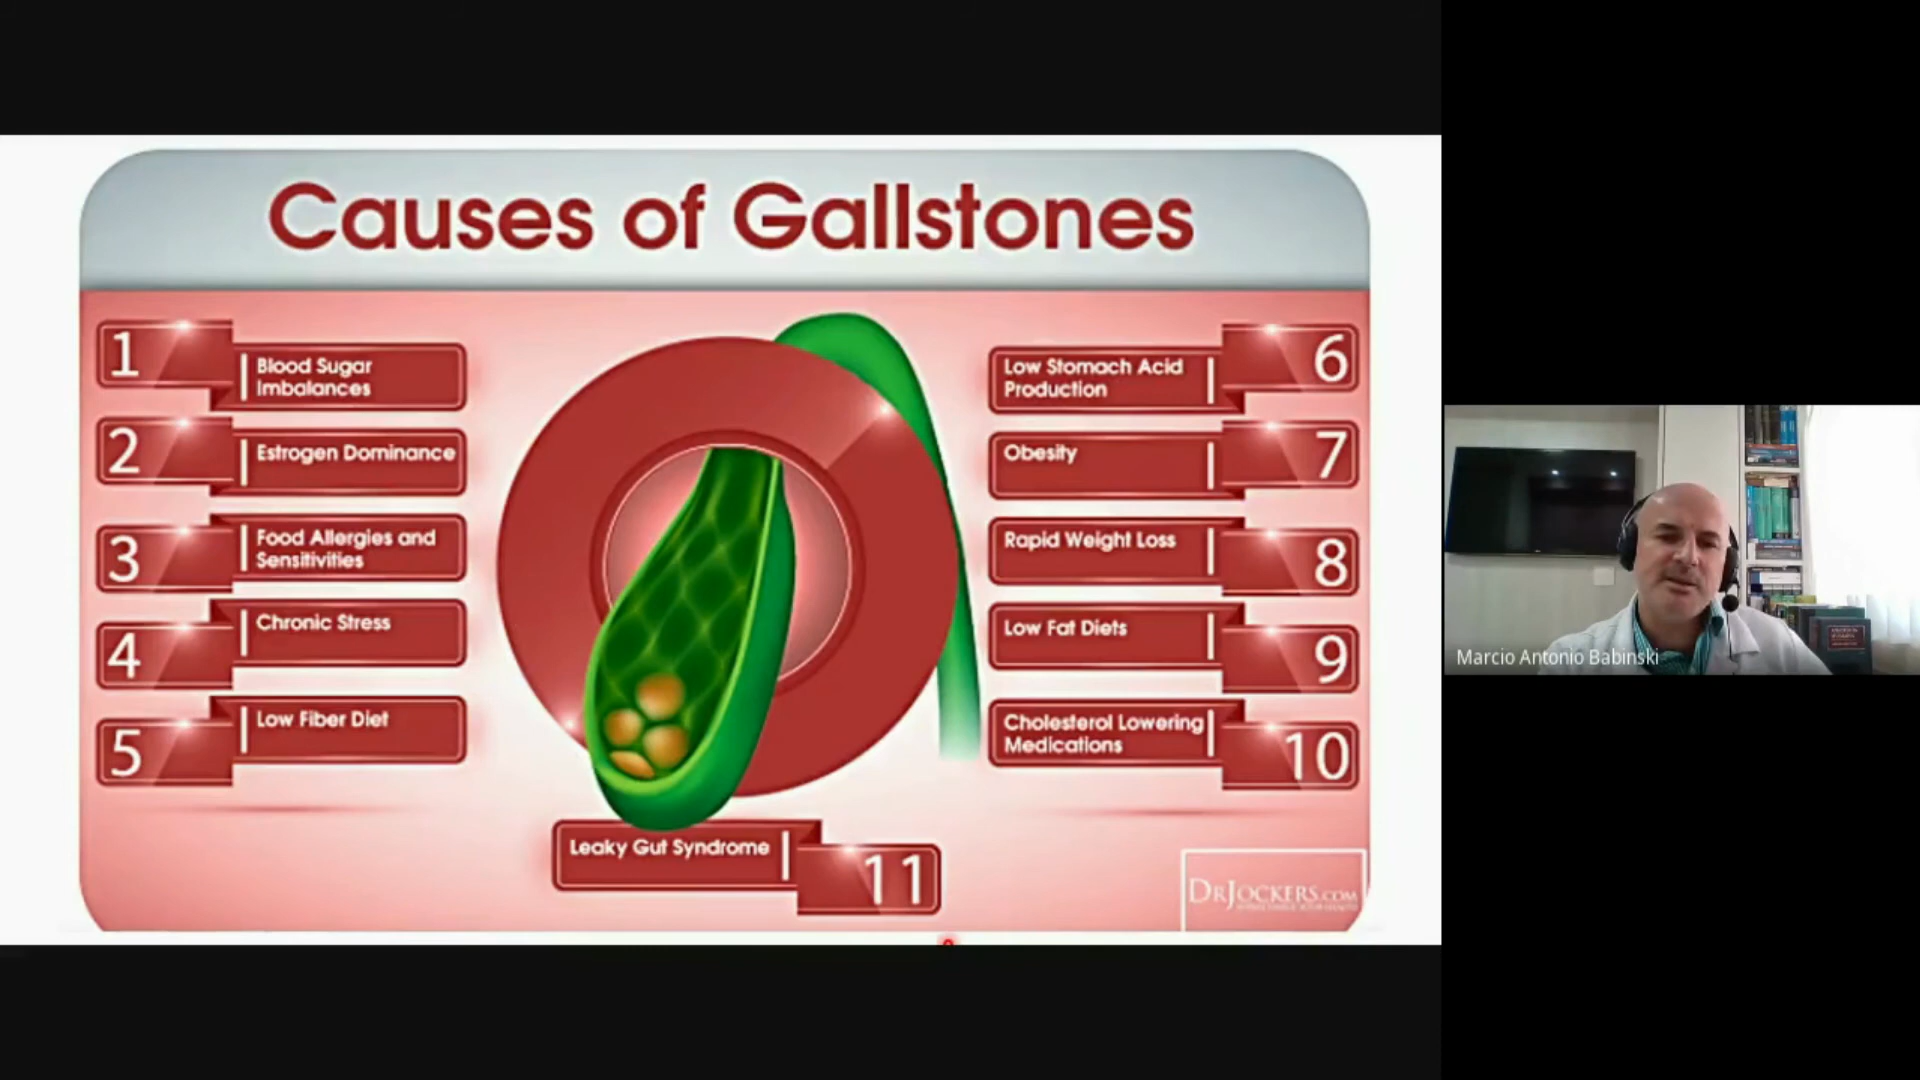 Causes of Gallstones
1
Blood Sugar
Imbalances
2
Estrogen Dominance
3
Food Allergies and
Sensitivities
4
Chronic Stress
5
Low Fiber Diet
Low Stomach Acid
Production
6
Obesity
7
Rapid Weight Loss
8
Low Fat Diets
9
Cholesterol Lowering
Medications
10
Leaky Gut Syndrome
11
DRJOCKERS.COM
Marcio Antonio Babinski